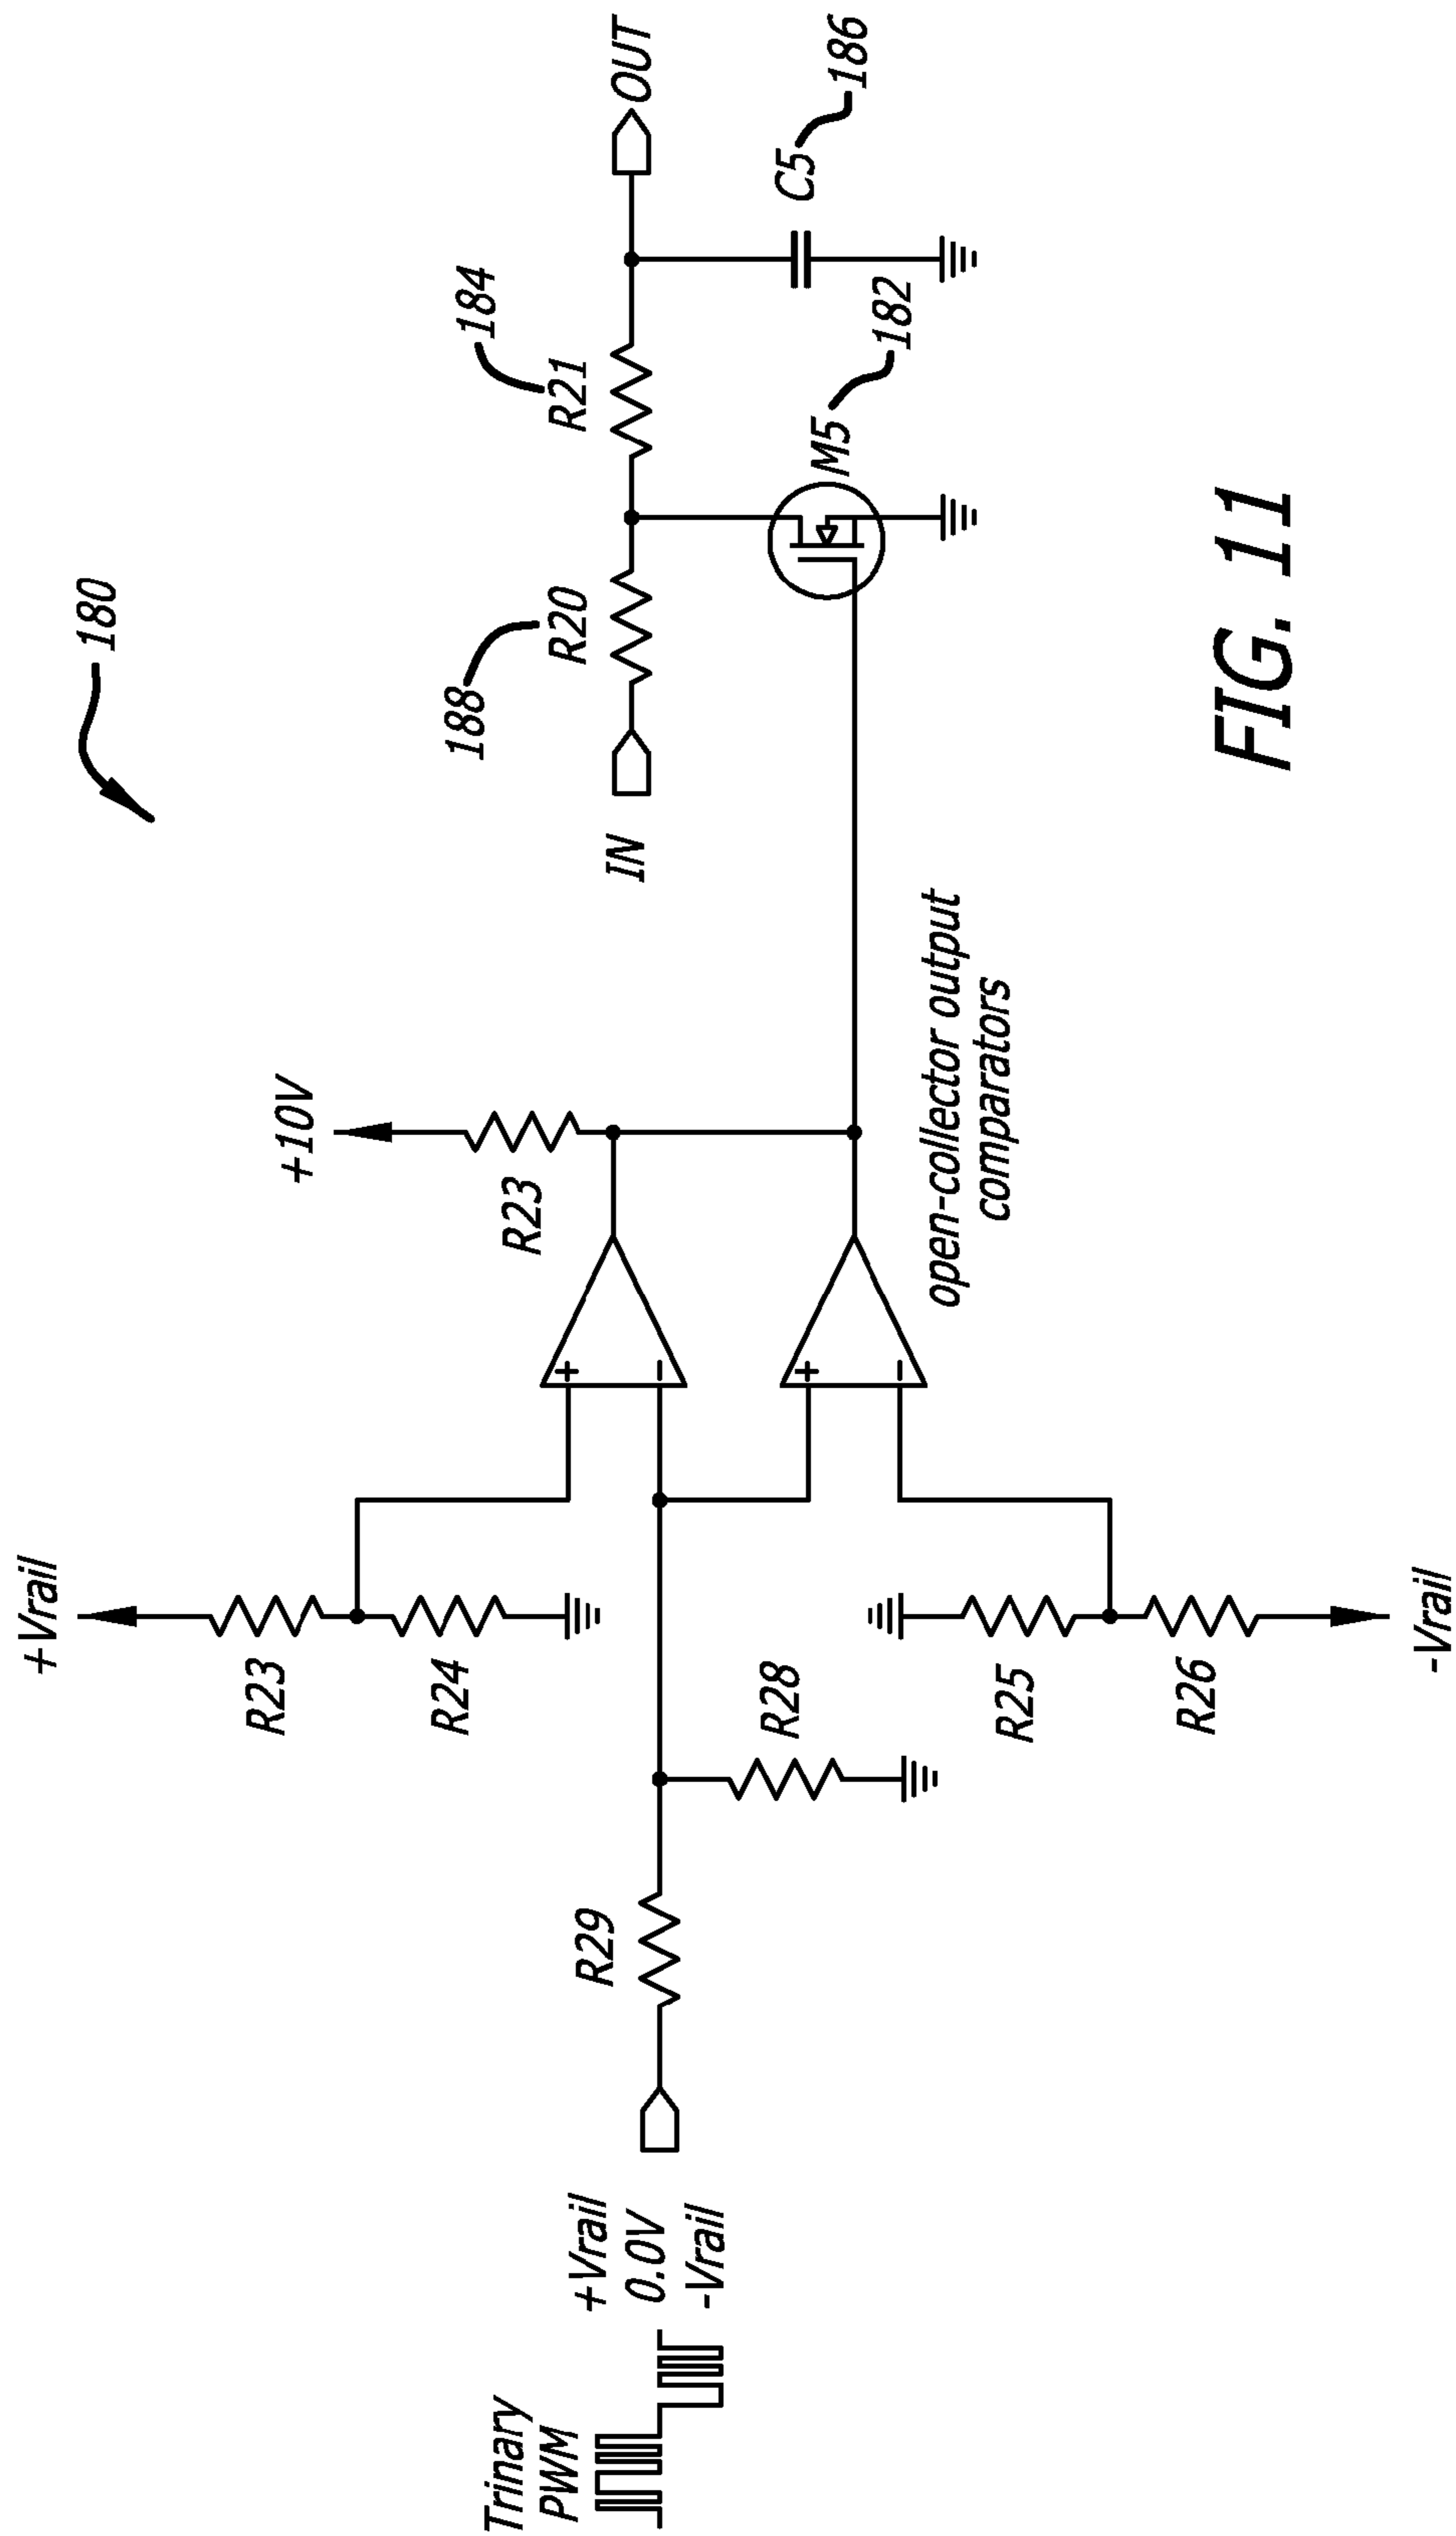 180
+Vrail
R23
R24
+10V
R23
188
R20
184
R21
IN
OUT
C5
186
M5
182
Trinary
PWM
+Vrail
0.0V
-Vrail
R29
R28
+
-
+
-
open-collector output
comparators
R25
R26
-Vrail
FIG. 11